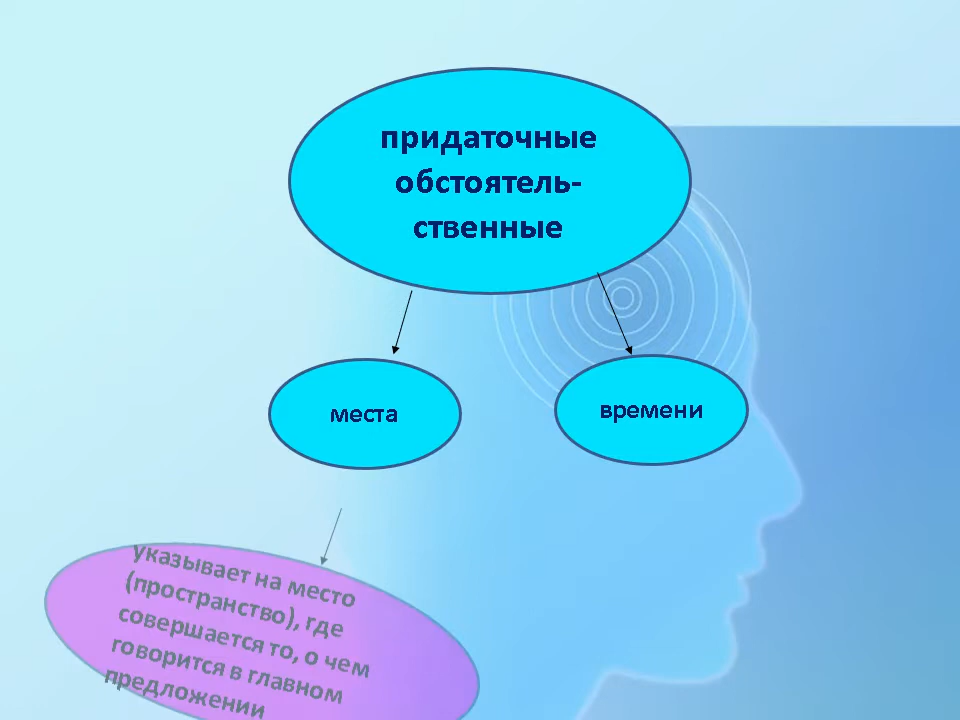 придаточные
обстоятель-
ственные
места
времени
указывает на место
(пространство), где
совершается то, о чем
говорится в главном
предложении